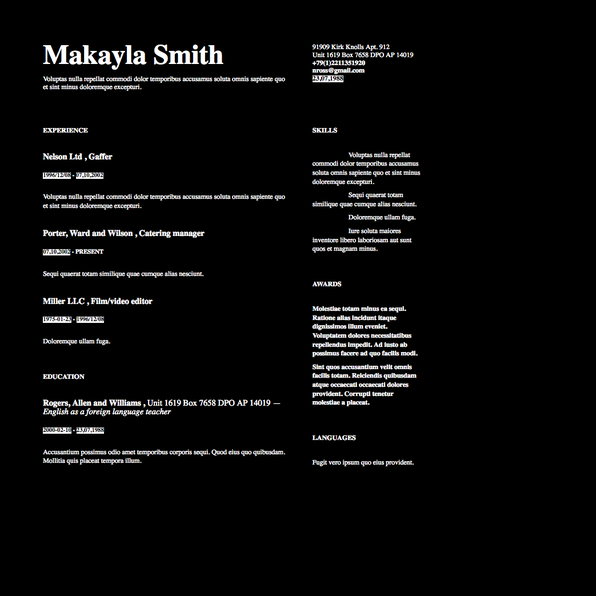 Makayla Smith
Voluptas nulla repellat commodi dolor temporibus accusamus soluta omnis sapiente quo
et sint minus doloremque excepturi.
91909 Kirk Knolls Apt. 912
Unit 1619 Box 7658 DPO AP 14019
+79(1)2211351920
nross@gmail.com
23.07.1988
EXPERIENCE
Nelson Ltd , Gaffer
1996/12/08 - 07.10.2002
Voluptas nulla repellat commodi dolor temporibus accusamus soluta omnis sapiente quo
et sint minus doloremque excepturi.
Porter, Ward and Wilson , Catering manager
07.10.2002 - PRESENT
Sequi quaerat totam similique quae cumque alias nesciunt.
Miller LLC , Film/video editor
1975-01-23 - 1996/12/08
Doloremque ullam fuga.
EDUCATION
Rogers, Allen and Williams , Unit 1619 Box 7658 DPO AP 14019 —
English as a foreign language teacher
2000-02-10 - 23.07.1988
Accusantium possimus odio amet temporibus corporis sequi. Quod eius quo quibusdam.
Mollitia quis placeat tempora illum.
SKILLS
Voluptas nulla repellat
commodi dolor temporibus accusamus
soluta omnis sapiente quo et sint minus
doloremque excepturi.
Sequi quaerat totam
similique quae cumque alias nesciunt.
Doloremque ullam fuga.
Iure soluta maiores
inventore libero laboriosam aut sunt
quos et magnam minus.
AWARDS
Molestiae totam minus ea sequi.
Ratione alias incidunt itaque
dignissimos illum eveniet.
Voluptatem dolores necessitatibus
repellendus impedit. Ad iusto ab
possimus facere ad quo facilis modi.
Sint quos accusantium velit omnis
facilis totam. Reiciendis quibusdam
atque occaecati occaecati dolores
provident. Corrupti tenetur
molestiae a placeat.
LANGUAGES
Fugit vero ipsum quo eius provident.